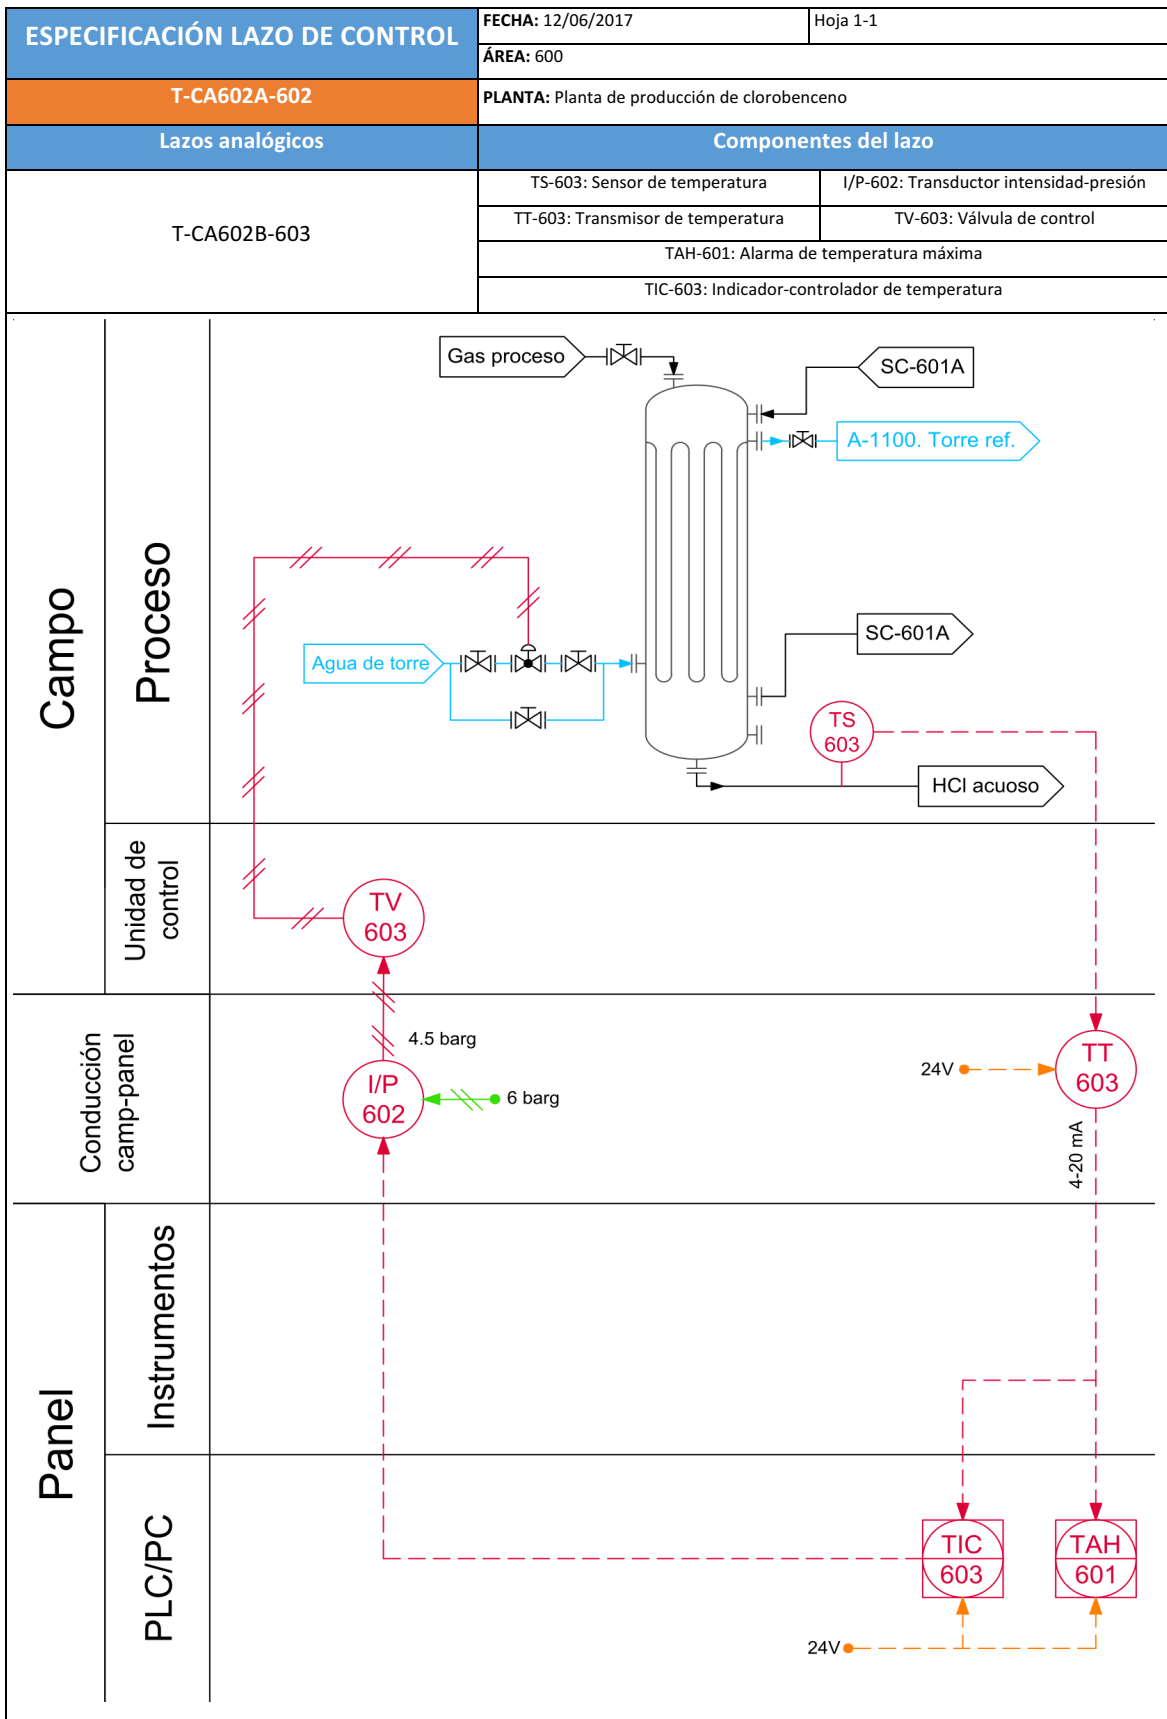 ESPECIFICACIÓN LAZO DE CONTROL
FECHA: 12/06/2017
Hoja 1-1
ÁREA: 600
T-CA602A-602
PLANTA: Planta de producción de clorobenceno
Lazos analógicos
Componentes del lazo
T-CA602B-603
TS-603: Sensor de temperatura
I/P-602: Transductor intensidad-presión
TT-603: Transmisor de temperatura
TV-603: Válvula de control
TAH-601: Alarma de temperatura máxima
TIC-603: Indicador-controlador de temperatura
Campo
Proceso
Gas proceso
SC-601A
A-1100. Torre ref.
Agua de torre
SC-601A
TS
603
HCl acuoso
Unidad de
control
TV
603
Conducción
camp-panel
4.5 barg
I/P
602
6 barg
24V
TT
603
4-20 mA
Panel
Instrumentos
PLC/PC
TIC
603
TAH
601
24V